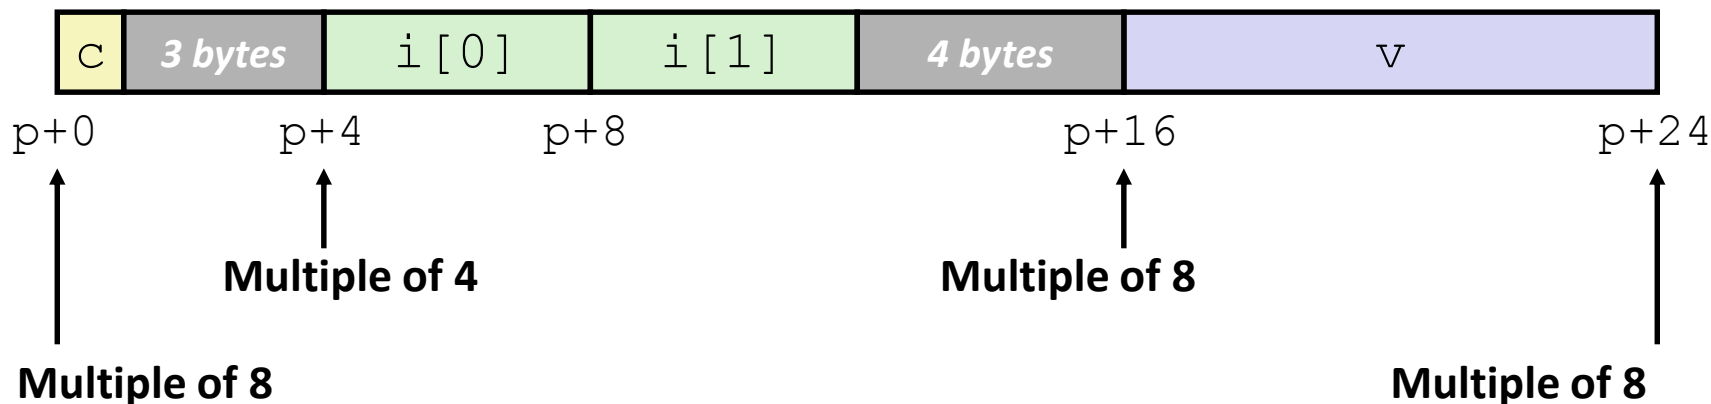 c 3 bytes i[0] i[1] 4 bytes v
p+0 p+4 p+8 p+16 p+24
Multiple of 4 Multiple of 8
Multiple of 8 Multiple of 8